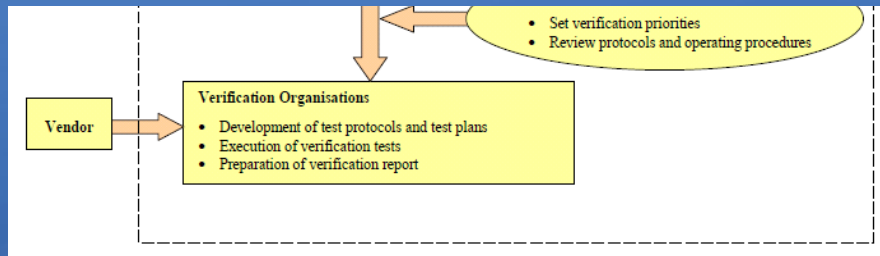 • Set verification priorities
• Review protocols and operating procedures
Verification Organisations
• Development of test protocols and test plans
• Execution of verification tests
• Preparation of verification report
Vendor